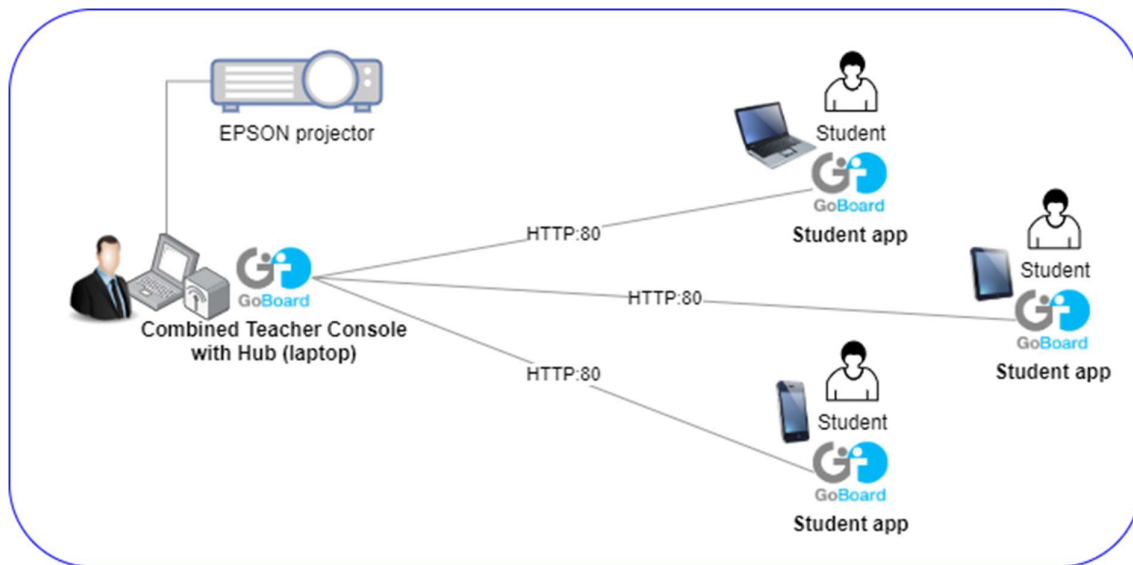 EPSON projector
Student
GoBoard
Student app
HTTP:80
Student
HTTP:80
GoBoard
Combined Teacher Console
with Hub (laptop)
GoBoard
Student app
HTTP:80
Student
GoBoard
Student app